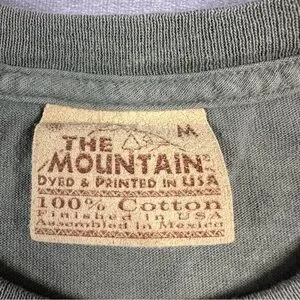 M
THE
MOUNTAIN
DYED & PRINTED IN USA
100% Cotton
Finished in USA
Assembled in Mexico